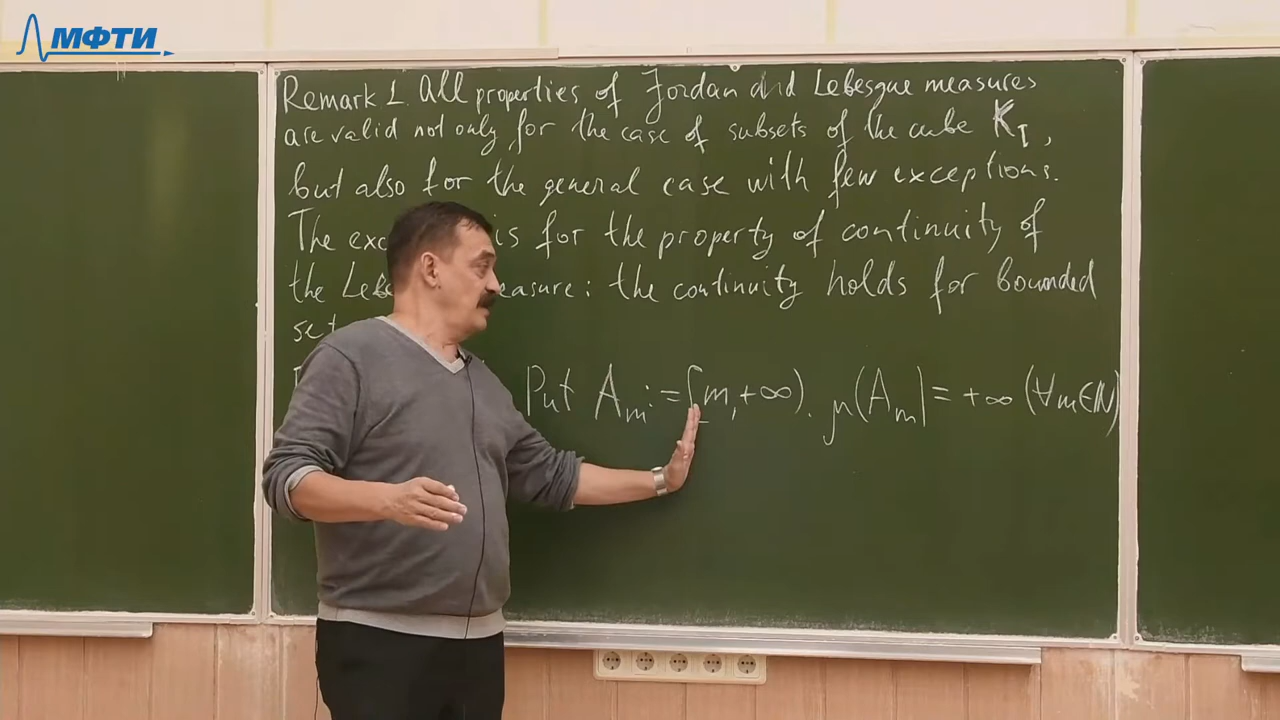 МФТИ
Remark 1. All properties of Jordan and Lebesgue measures
are valid not only for the case of subsets of the cube K_I,
but also for the general case with few exceptions.
The exc is for the property of continuity of
the Lebe easure: the continuity holds for bounded
set
Put A_m := [m, +∞). μ(A_m) = +∞ (∀m∈ℕ)